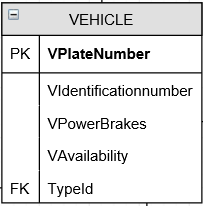 VEHICLE
PK VPlateNumber
VIdentificationnumber
VPowerBrakes
VAvailability
FK TypeId